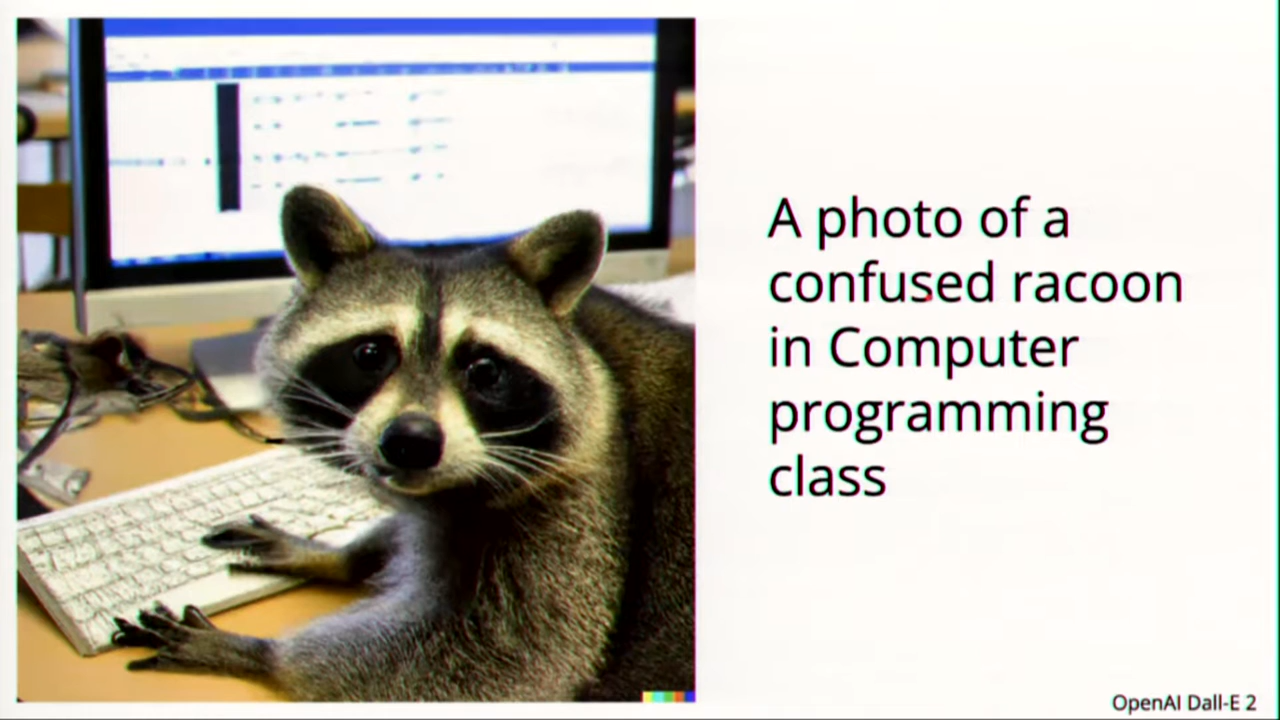 A photo of a
confused racoon
in Computer
programming
class
OpenAI Dall-E 2